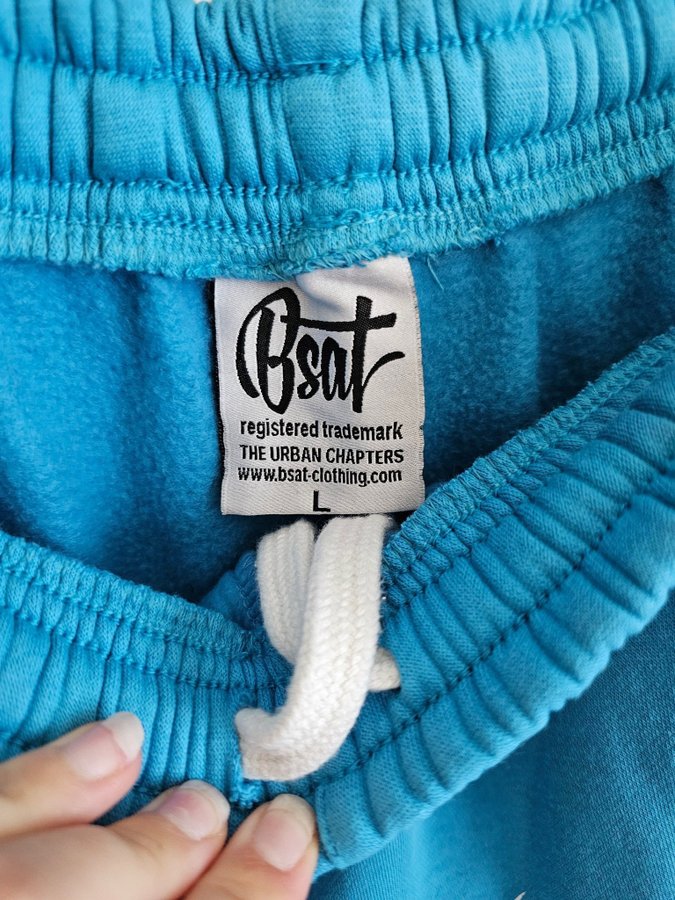 Bsat
registered trademark
THE URBAN CHAPTERS
www.bsat-clothing.com
L